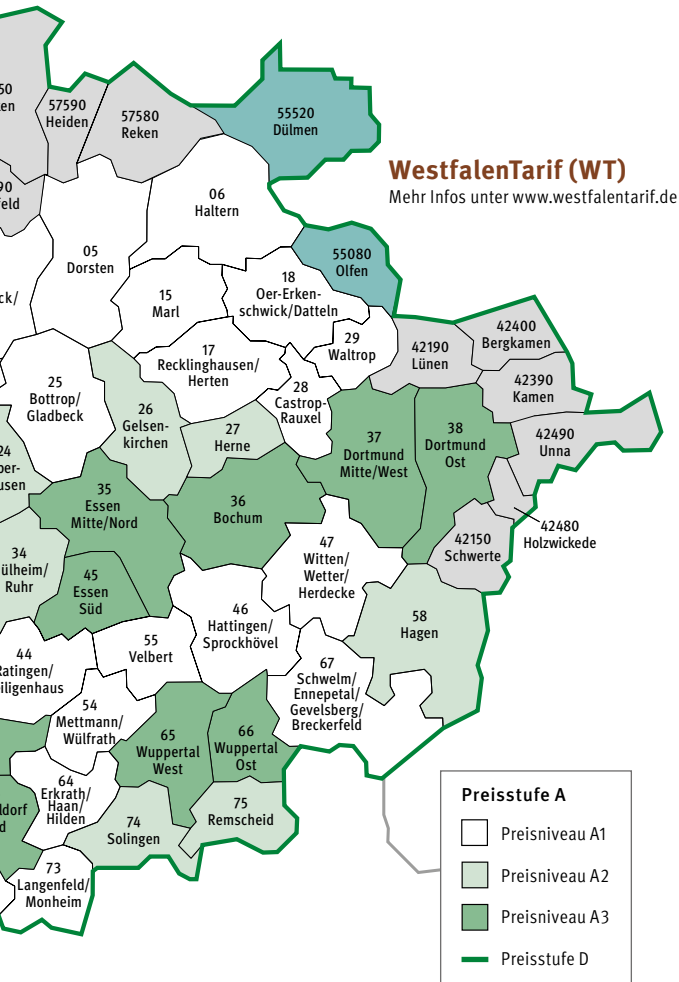 50
57590
Heiden
57580
Reken
55520
Dülmen
WestfalenTarif (WT)
Mehr Infos unter www.westfalentarif.de
06
Haltern
05
Dorsten
55080
Olfen
15
Marl
18
Oer-Erken-
schwick/Datteln
29
Waltrop
42190
Lünen
42400
Bergkamen
42390
Kamen
42490
Unna
17
Recklinghausen/
Herten
28
Castrop-
Rauxel
25
Bottrop/
Gladbeck
26
Gelsen-
kirchen
27
Herne
37
Dortmund
Mitte/West
38
Dortmund
Ost
24
35
Essen
Mitte/Nord
36
Bochum
42480
Holzwickede
42150
Schwerte
47
Witten/
Wetter/
Herdecke
34
ülheim/
Ruhr
45
Essen
Süd
46
Hattingen/
Sprockhövel
58
Hagen
44
Ratingen/
iligenhaus
55
Velbert
67
Schwelm/
Ennepetal/
Gevelsberg/
Breckerfeld
54
Mettmann/
Wülfrath
65
Wuppertal
West
66
Wuppertal
Ost
64
Erkrath/
Haan/
Hilden
ldorf
74
Solingen
75
Remscheid
73
Langenfeld/
Monheim
Preisstufe A
Preisniveau A1
Preisniveau A2
Preisniveau A3
Preisstufe D